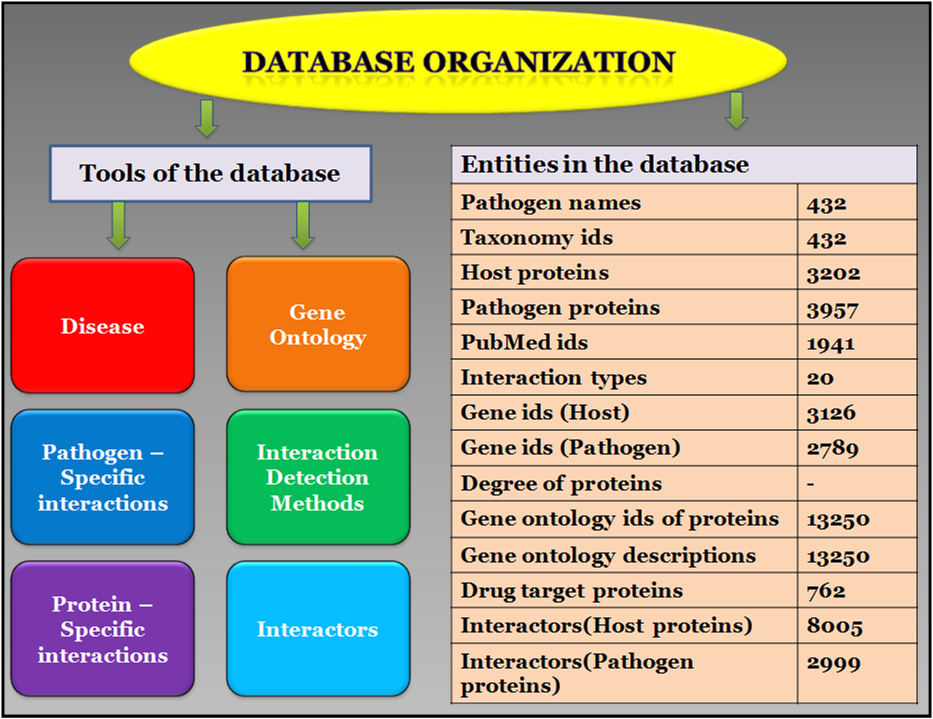 DATABASE ORGANIZATION
Tools of the database
Disease
Gene
Ontology
Pathogen –
Specific
interactions
Interaction
Detection
Methods
Protein –
Specific
interactions
Interactors
Entities in the database
Pathogen names 432
Taxonomy ids 432
Host proteins 3202
Pathogen proteins 3957
PubMed ids 1941
Interaction types 20
Gene ids (Host) 3126
Gene ids (Pathogen) 2789
Degree of proteins -
Gene ontology ids of proteins 13250
Gene ontology descriptions 13250
Drug target proteins 762
Interactors(Host proteins) 8005
Interactors(Pathogen 2999
proteins)